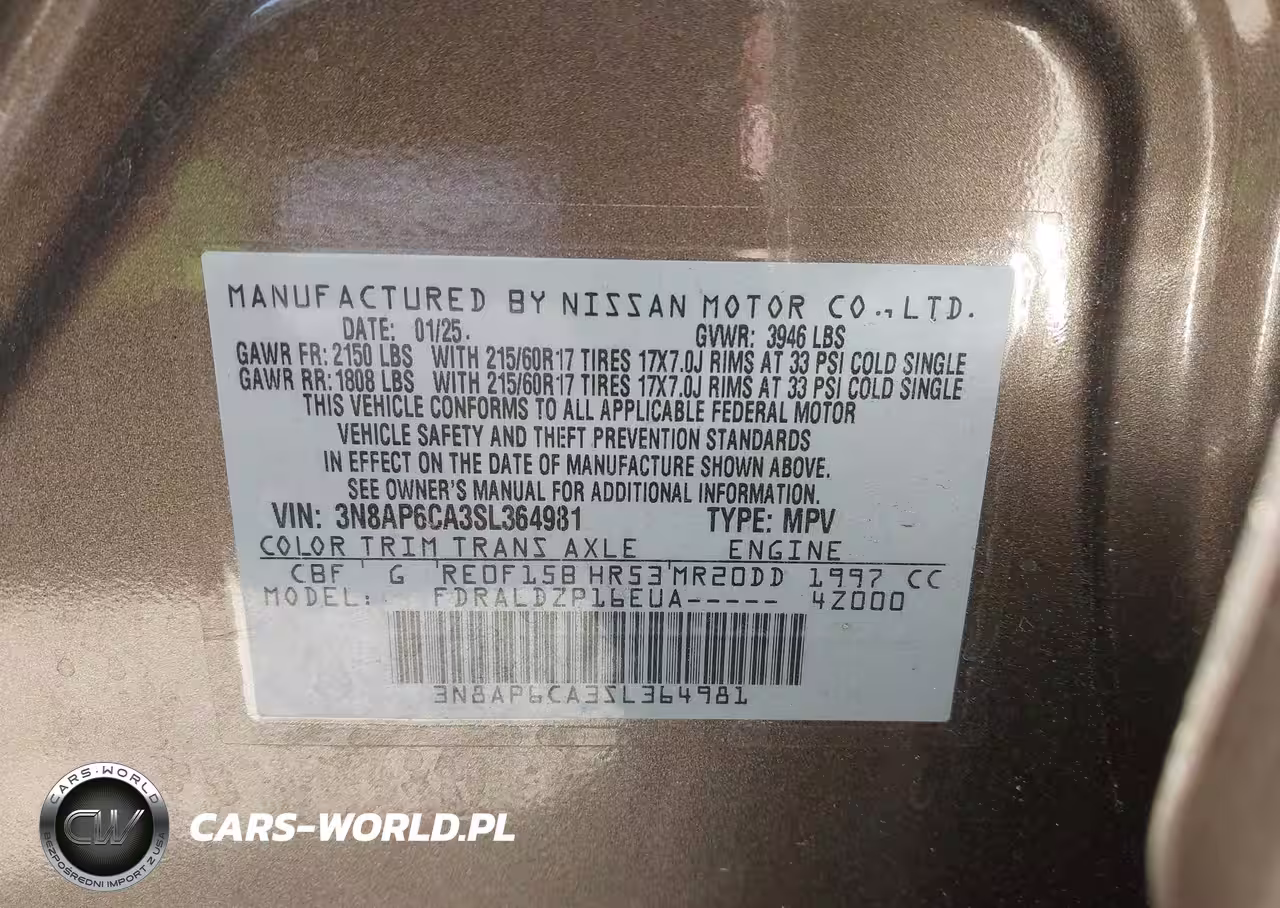 MANUFACTURED BY NISSAN MOTOR CO.,LTD.
DATE: 01/25. GVWR: 3946 LBS
GAWR FR: 2150 LBS WITH 215/60R17 TIRES 17X7.0J RIMS AT 33 PSI COLD SINGLE
GAWR RR: 1808 LBS WITH 215/60R17 TIRES 17X7.0J RIMS AT 33 PSI COLD SINGLE
THIS VEHICLE CONFORMS TO ALL APPLICABLE FEDERAL MOTOR
VEHICLE SAFETY AND THEFT PREVENTION STANDARDS
IN EFFECT ON THE DATE OF MANUFACTURE SHOWN ABOVE.
SEE OWNER'S MANUAL FOR ADDITIONAL INFORMATION.
VIN: 3N8AP6CA3SL364981 TYPE: MPV
COLOR TRIM TRANS AXLE ENGINE
CBF G RE0F15B HR53 MR20DD 1997 CC
MODEL: FDRALDZP16EUA----- 4Z000
3N8AP6CA3SL364981
CARS-WORLD
CW
BEZPOŚREDNI IMPORT Z USA
CARS-WORLD.PL